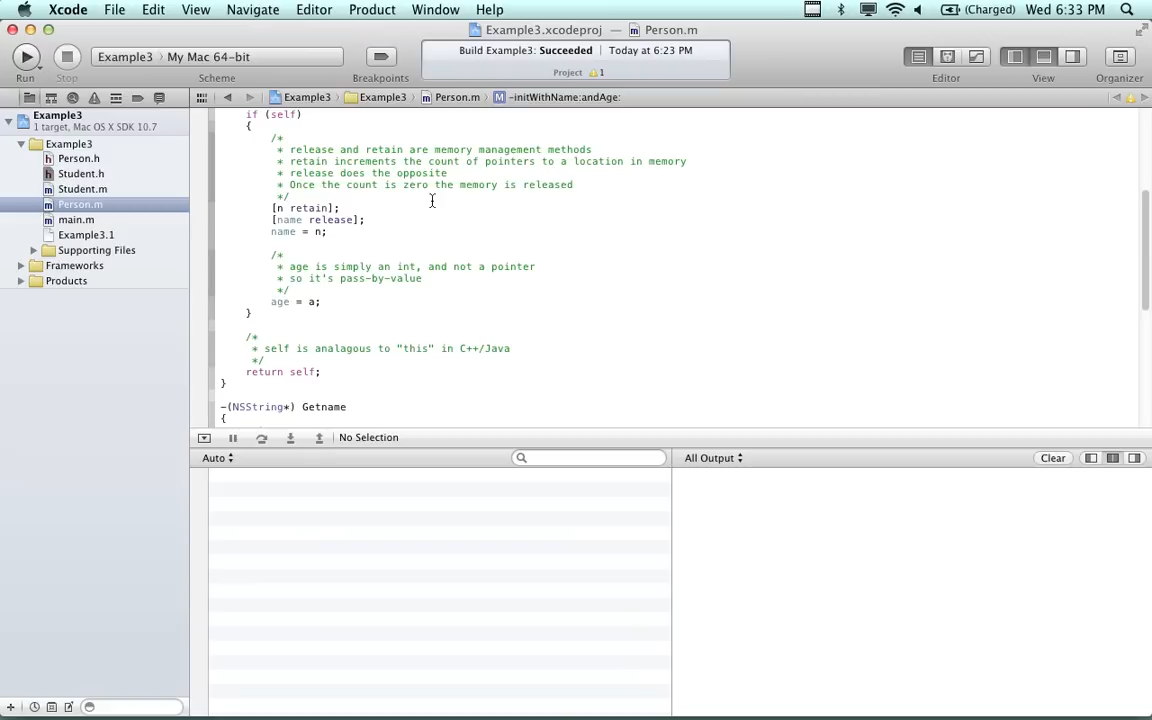 Xcode File Edit View Navigate Editor Product Window Help (Charged) Wed 6:33 PM
Example3.xcodeproj — Person.m
Example3 My Mac 64-bit
Build Example3: Succeeded | Today at 6:23 PM
Project 1
Run Stop Scheme Breakpoints Editor View Organizer
Example3 Example3 Person.m M -initWithName:andAge:
Example3
1 target, Mac OS X SDK 10.7
Example3
h Person.h
h Student.h
m Student.m
m Person.m
m main.m
Example3.1
Supporting Files
Frameworks
Products
if (self)
{
/*
* release and retain are memory management methods
* retain increments the count of pointers to a location in memory
* release does the opposite
* Once the count is zero the memory is released
*/
[n retain];
[name release];
name = n;
/*
* age is simply an int, and not a pointer
* so it's pass-by-value
*/
age = a;
}
/*
* self is analagous to "this" in C++/Java
*/
return self;
}
-(NSString*) Getname
{
No Selection
Auto
All Output
Clear